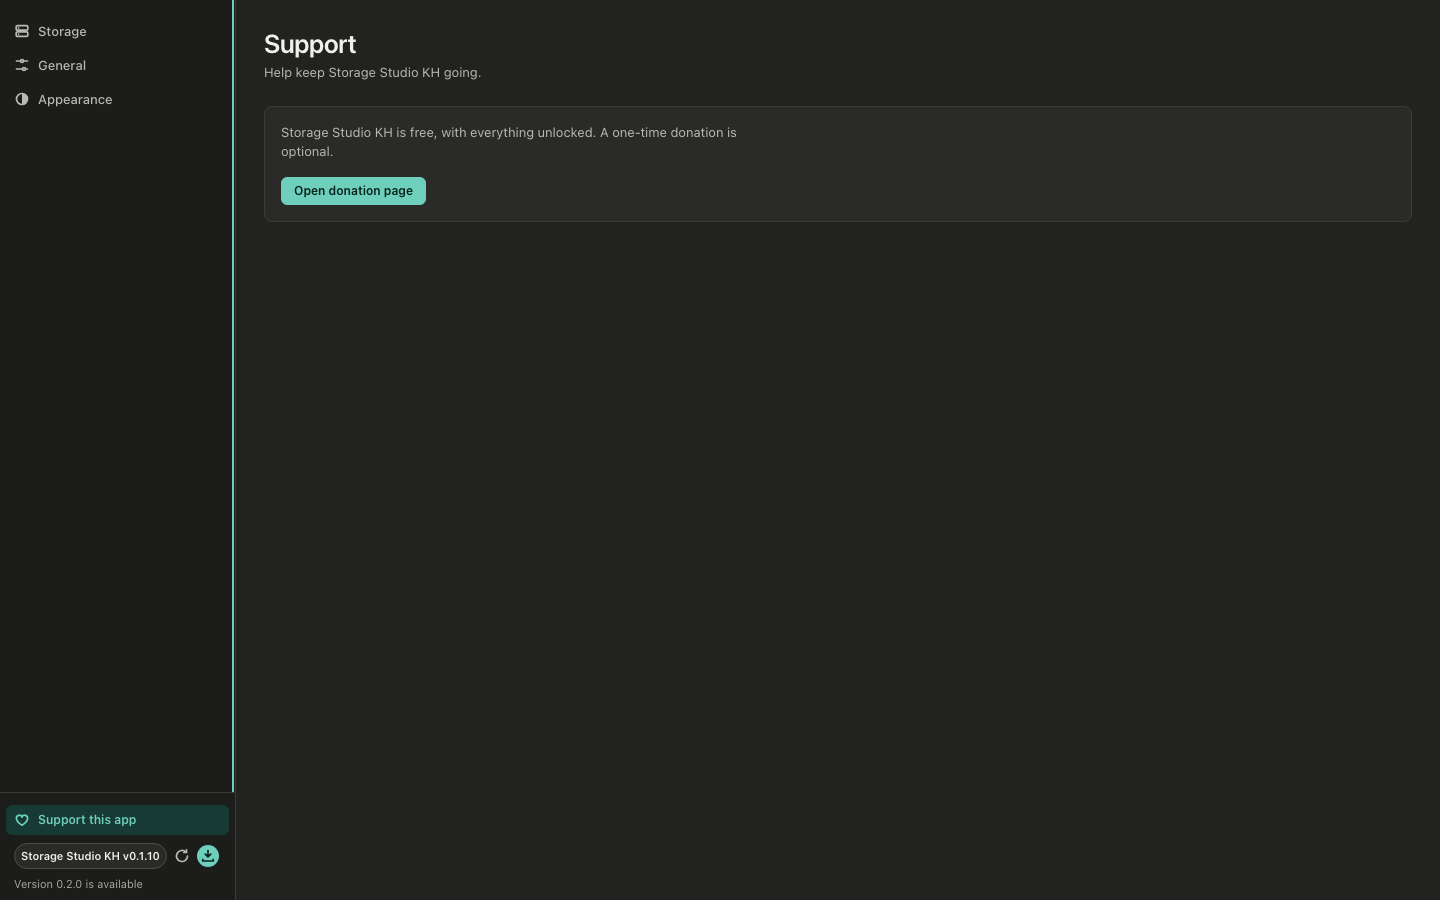 Storage
General
Appearance
Support
Help keep Storage Studio KH going.
Storage Studio KH is free, with everything unlocked. A one-time donation is
optional.
Open donation page
Support this app
Storage Studio KH v0.1.10
Version 0.2.0 is available